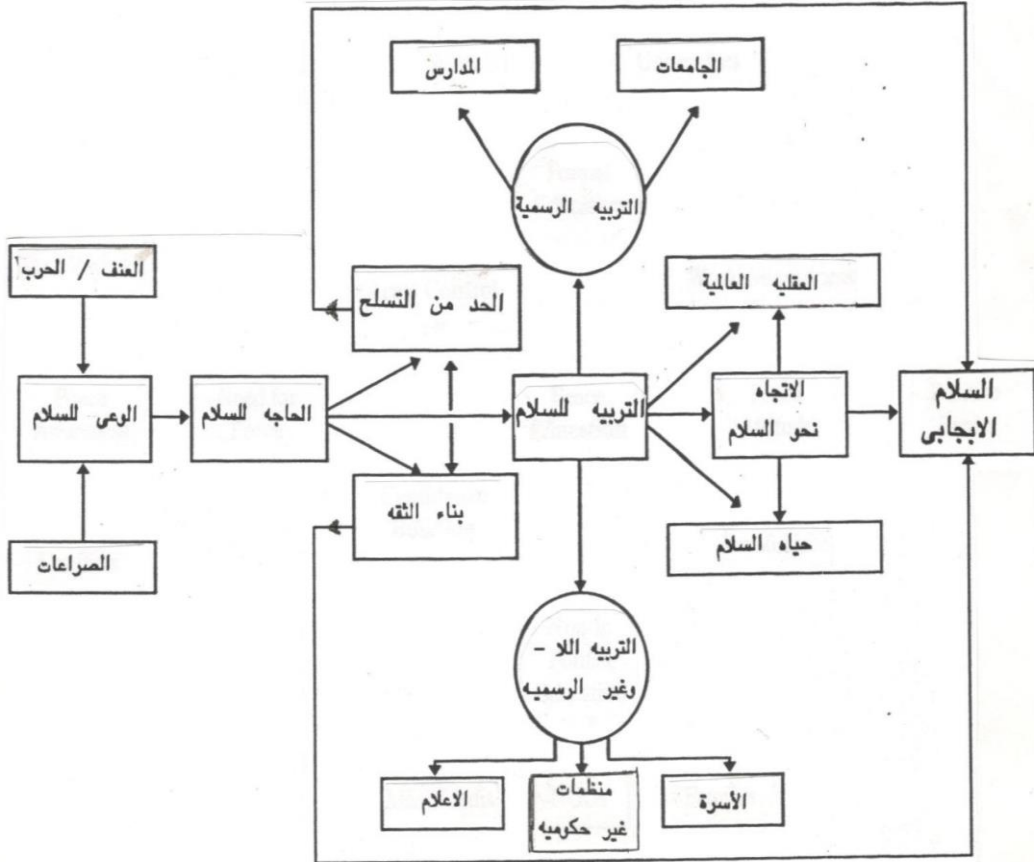 المدارس
الجامعات
التربيه الرسمية
العنف / الحرب
العقليه العالمية
الحد من التسلح
الوعى للسلام
الحاجه للسلام
التربيه للسلام
الاتجاه
نحو السلام
السلام
الايجابى
بناء الثقه
حياه السلام
الصراعات
التربيه اللا -
وغير الرسميه
الاعلام
منظمات
غير حكوميه
الأسرة